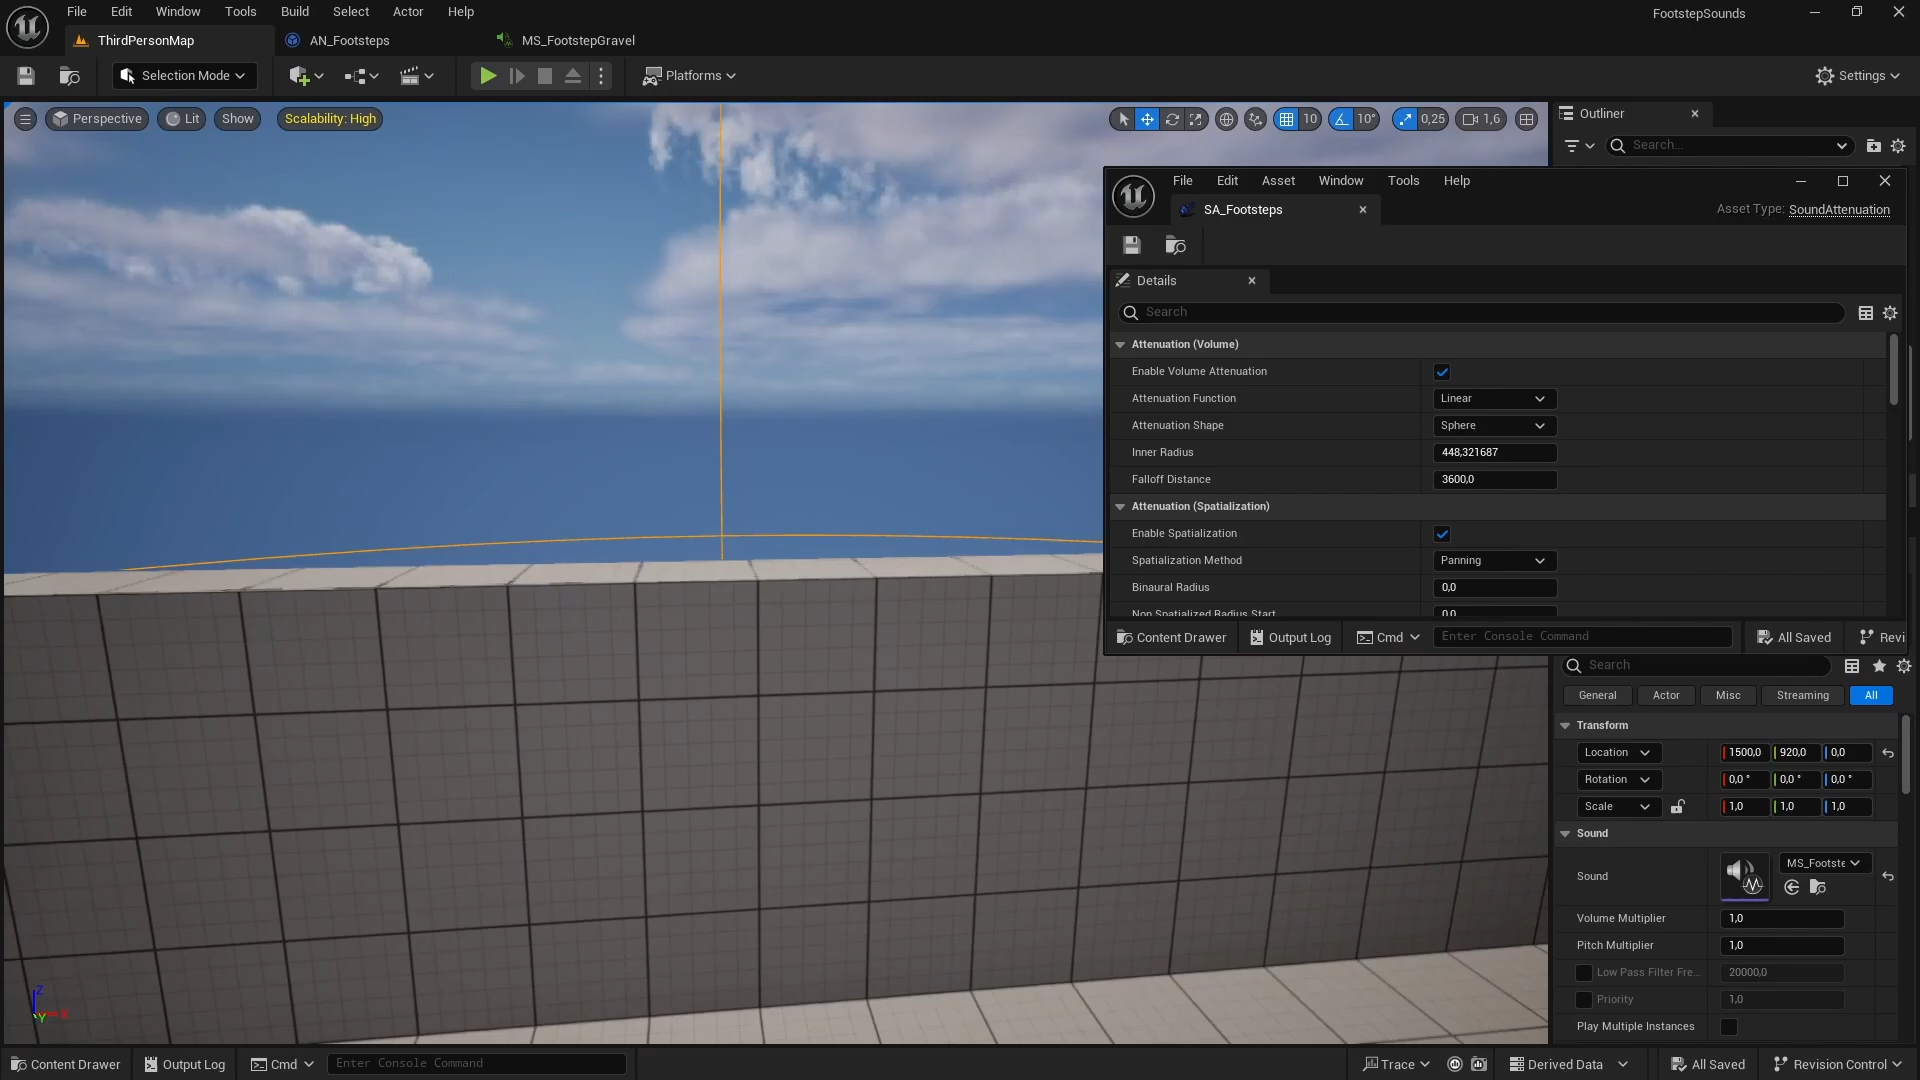 File Edit Window Tools Build Select Actor Help
FootstepSounds
ThirdPersonMap AN_Footsteps MS_FootstepGravel
Selection Mode Platforms Settings
Perspective Lit Show Scalability: High 10 10° 0,25 1,6
Outliner
Search...
File Edit Asset Window Tools Help
SA_Footsteps
Asset Type: SoundAttenuation
Details
Search
Attenuation (Volume)
Enable Volume Attenuation
Attenuation Function Linear
Attenuation Shape Sphere
Inner Radius 448,321687
Falloff Distance 3600,0
Attenuation (Spatialization)
Enable Spatialization
Spatialization Method Panning
Binaural Radius 0,0
Non Spatialized Radius Start 0,0
Content Drawer Output Log Cmd Enter Console Command All Saved Revi
Search
General Actor Misc Streaming All
Transform
Location 1500,0 920,0 0,0
Rotation 0,0 ° 0,0 ° 0,0 °
Scale 1,0 1,0 1,0
Sound
Sound MS_Footste
Volume Multiplier 1,0
Pitch Multiplier 1,0
Low Pass Filter Fre... 20000,0
Priority 1,0
Play Multiple Instances
Z
X
Y
Content Drawer Output Log Cmd Enter Console Command Trace Derived Data All Saved Revision Control